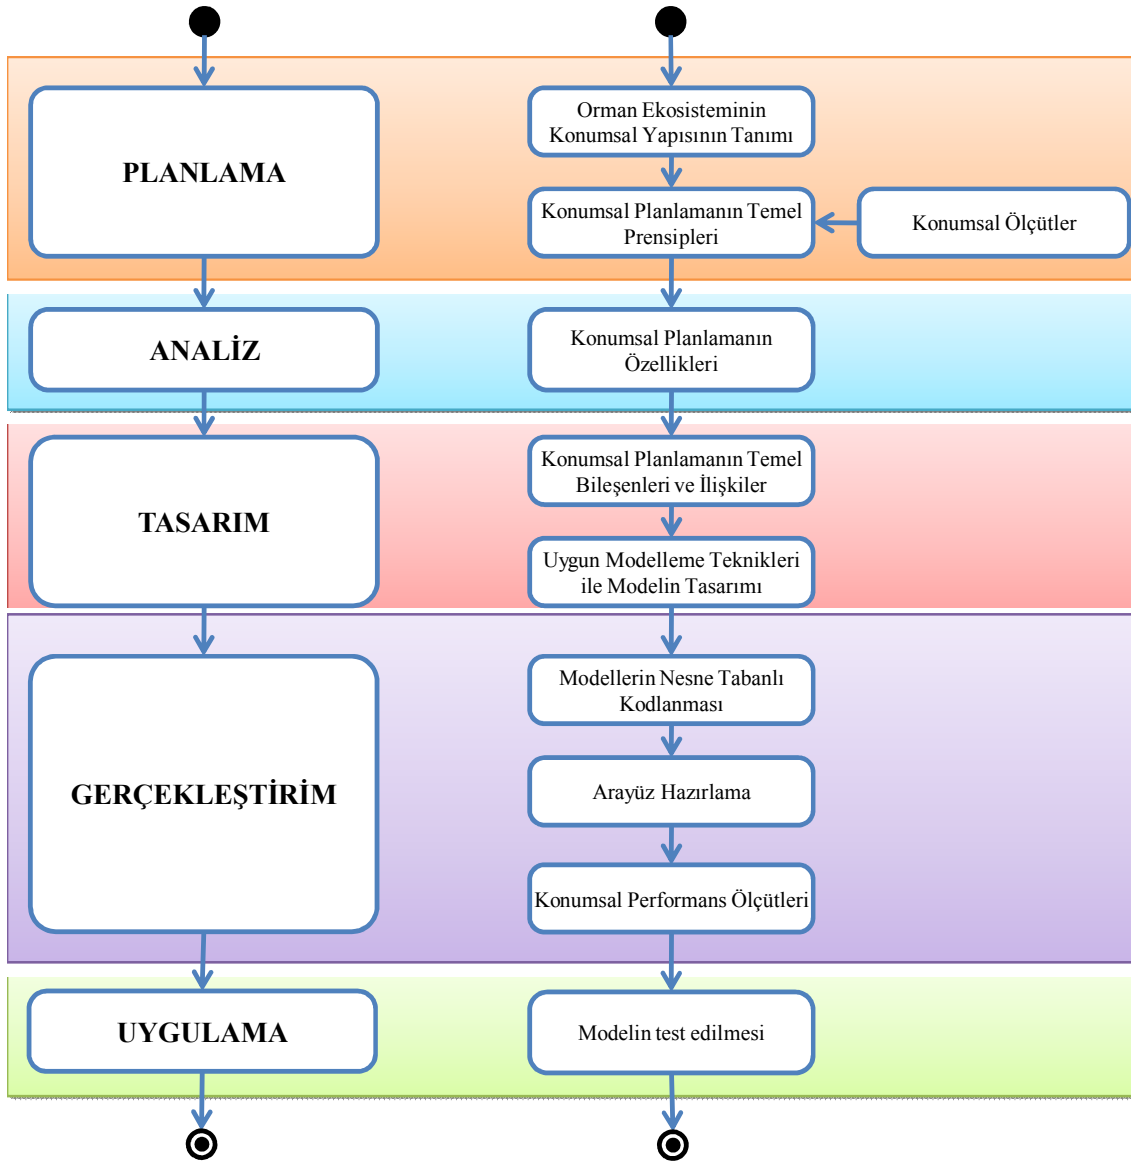 PLANLAMA
Orman Ekosisteminin
Konumsal Yapısının Tanımı
Konumsal Planlamanın Temel
Prensipleri
Konumsal Ölçütler
ANALİZ
Konumsal Planlamanın
Özellikleri
TASARIM
Konumsal Planlamanın Temel
Bileşenleri ve İlişkiler
Uygun Modelleme Teknikleri
ile Modelin Tasarımı
GERÇEKLEŞTİRİM
Modellerin Nesne Tabanlı
Kodlanması
Arayüz Hazırlama
Konumsal Performans Ölçütleri
UYGULAMA
Modelin test edilmesi